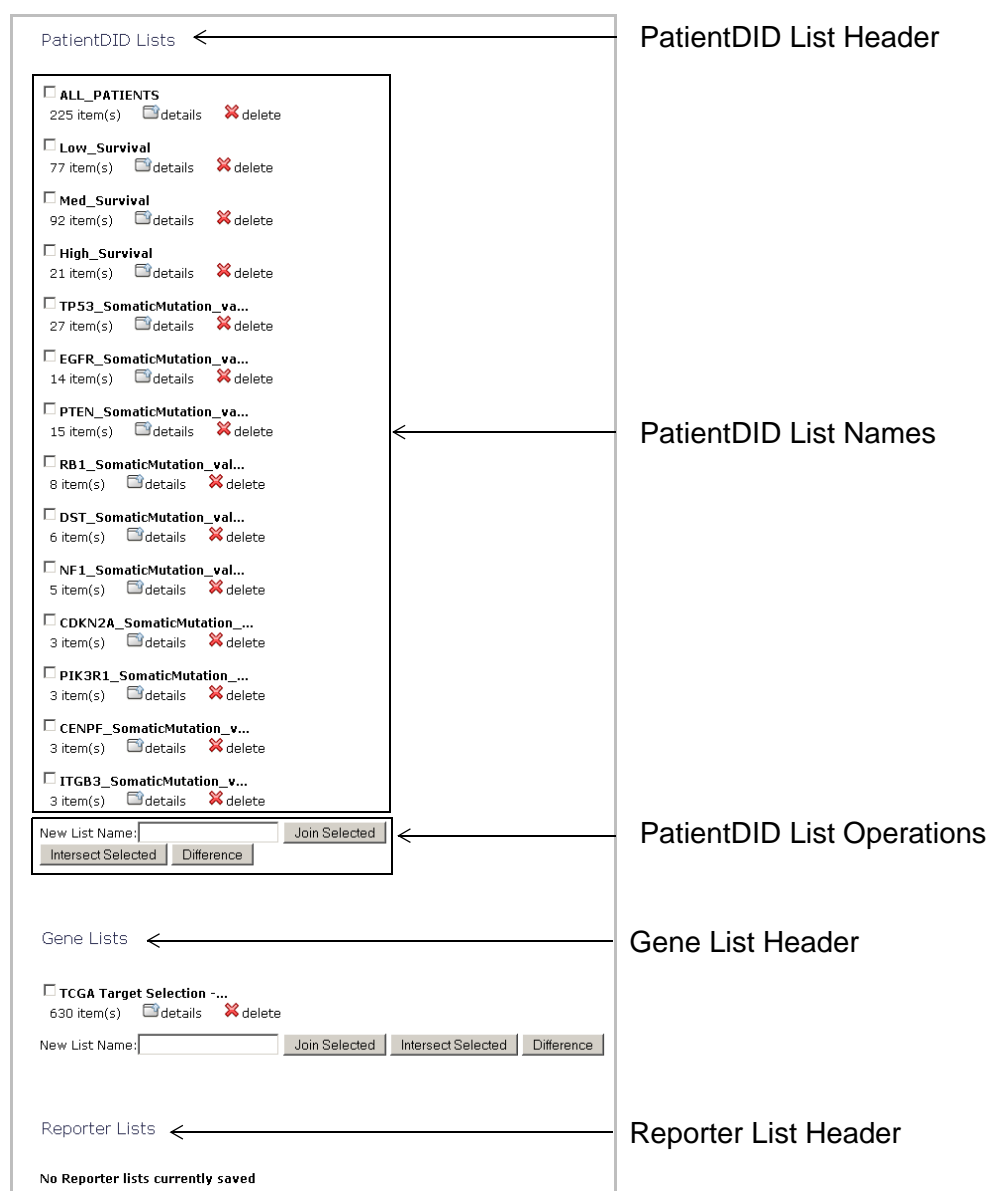 PatientDID Lists
PatientDID List Header
ALL_PATIENTS
225 item(s) details delete
Low_Survival
77 item(s) details delete
Med_Survival
92 item(s) details delete
High_Survival
21 item(s) details delete
TP53_SomaticMutation_va...
27 item(s) details delete
EGFR_SomaticMutation_va...
14 item(s) details delete
PTEN_SomaticMutation_va...
15 item(s) details delete
PatientDID List Names
RB1_SomaticMutation_val...
8 item(s) details delete
DST_SomaticMutation_val...
6 item(s) details delete
NF1_SomaticMutation_val...
5 item(s) details delete
CDKN2A_SomaticMutation_...
3 item(s) details delete
PIK3R1_SomaticMutation_...
3 item(s) details delete
CENPF_SomaticMutation_v...
3 item(s) details delete
ITGB3_SomaticMutation_v...
3 item(s) details delete
New List Name: Join Selected
Intersect Selected Difference
PatientDID List Operations
Gene Lists
Gene List Header
TCGA Target Selection -...
630 item(s) details delete
New List Name: Join Selected Intersect Selected Difference
Reporter Lists
Reporter List Header
No Reporter lists currently saved